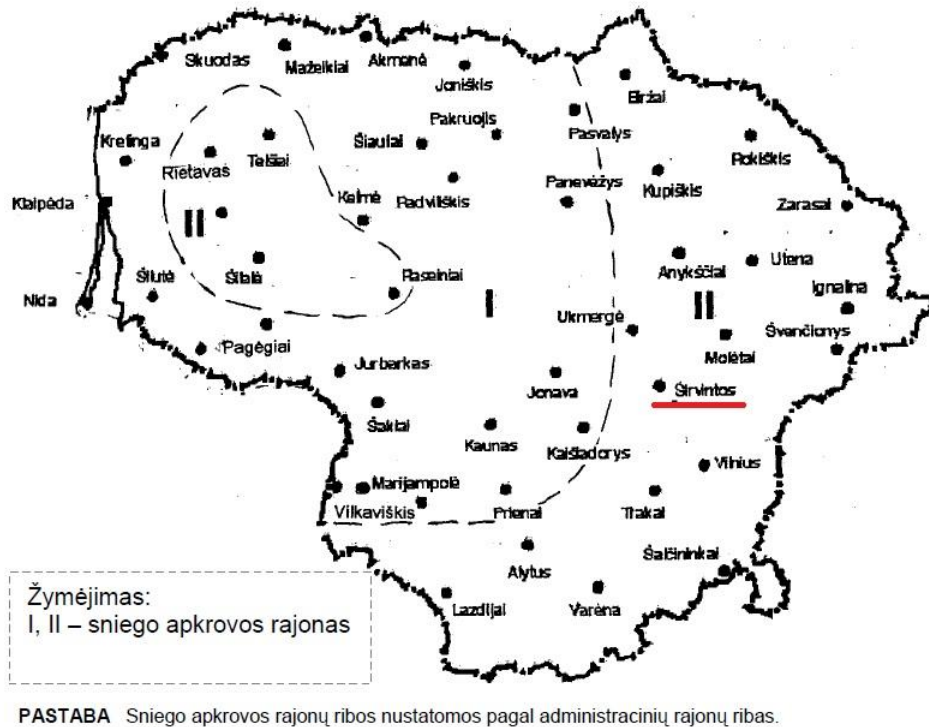 Skuodas
Mažeikiai
Akmenė
Joniškis
Biržai
Pakruojis
Pasvalys
Kretinga
Šiauliai
Rokiškis
Rietavas
Telšiai
Kupiškis
Klaipėda
Kelmė
Radviliškis
Panevėžys
Zarasai
II
Anykščiai
Utena
Raseiniai
Šilutė
Šilalė
Ignalina
Nida
I
II
Ukmergė
Pagėgiai
Molėtai
Švenčionys
Jurbarkas
Jonava
Širvintos
Šakiai
Kaunas
Kaišiadorys
Vilnius
Marijampolė
Vilkaviškis
Prienai
Trakai
Alytus
Šalčininkai
Lazdijai
Varėna
Žymėjimas:
I, II – sniego apkrovos rajonas
PASTABA Sniego apkrovos rajonų ribos nustatomos pagal administracinių rajonų ribas.